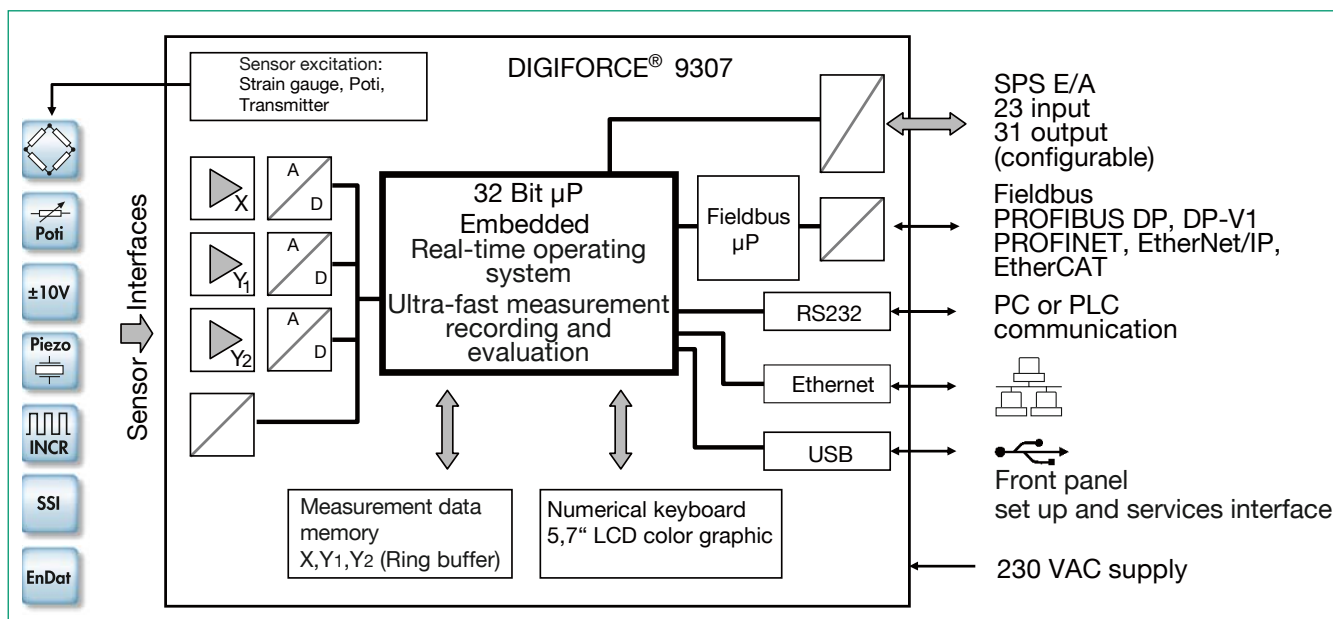 Sensor excitation:
Strain gauge, Poti,
Transmitter
DIGIFORCE® 9307
SPS E/A
23 input
31 output
(configurable)
Poti
±10V
Piezo
INCR
SSI
EnDat
Sensor Interfaces
X
A
D
Y1
A
D
Y2
A
D
32 Bit µP
Embedded
Real-time operating
system
Ultra-fast measurement
recording and
evaluation
Fieldbus
µP
Fieldbus
PROFIBUS DP, DP-V1
PROFINET, EtherNet/IP,
EtherCAT
RS232
PC or PLC
communication
Ethernet
USB
Front panel
set up and services interface
Measurement data
memory
X,Y1,Y2 (Ring buffer)
Numerical keyboard
5,7“ LCD color graphic
230 VAC supply